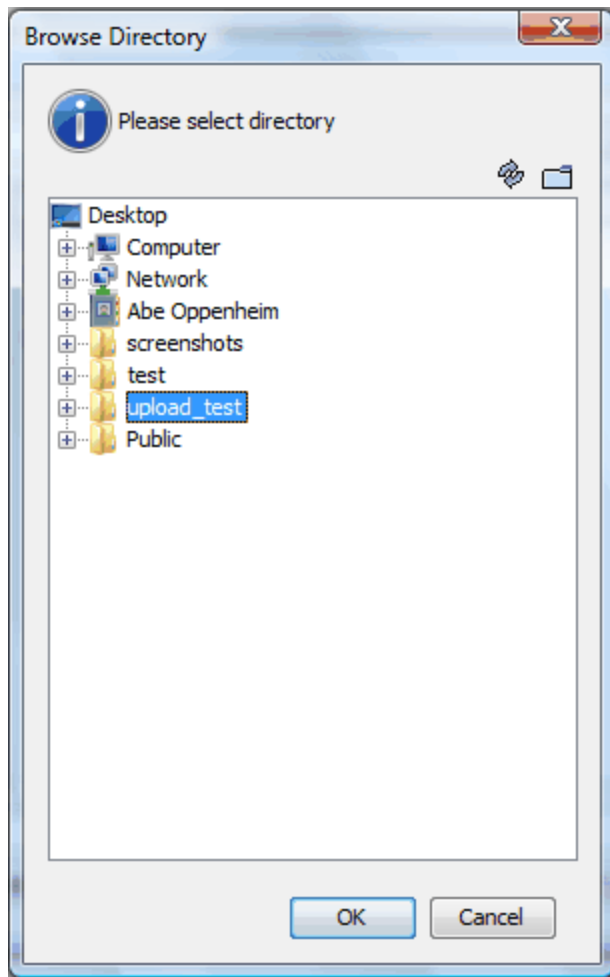 Browse Directory
Please select directory
Desktop
Computer
Network
Abe Oppenheim
screenshots
test
upload_test
Public
OK
Cancel